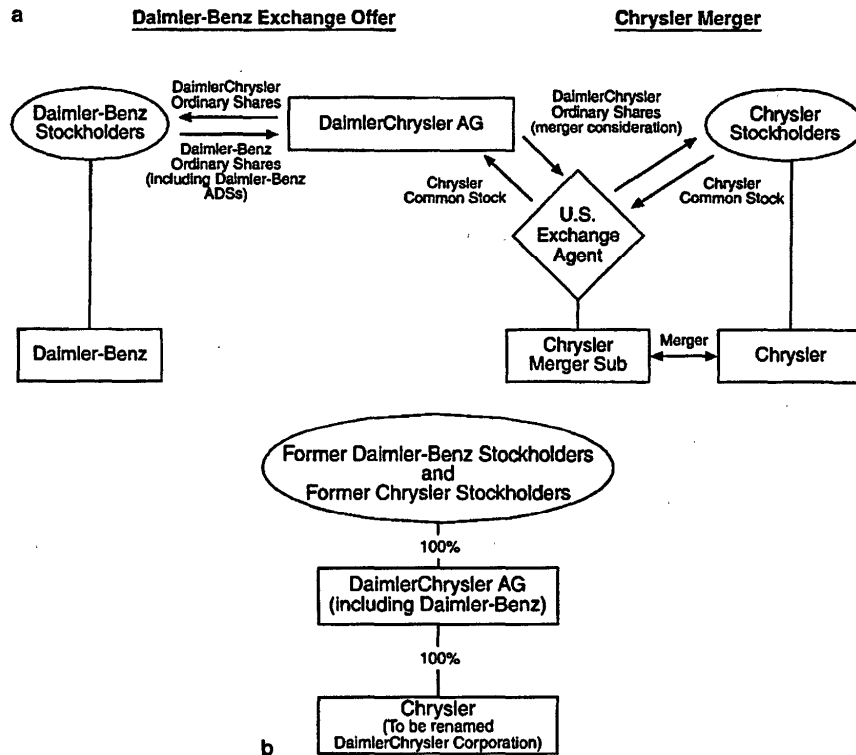 a
Daimler-Benz Exchange Offer
Chrysler Merger
Daimler-Benz
Stockholders
DaimlerChrysler
Ordinary Shares
Daimler-Benz
Ordinary Shares
(including Daimler-Benz
ADSs)
DaimlerChrysler AG
DaimlerChrysler
Ordinary Shares
(merger consideration)
Chrysler
Stockholders
Chrysler
Common Stock
Chrysler
Common Stock
U.S.
Exchange
Agent
Daimler-Benz
Chrysler
Merger Sub
Merger
Chrysler
Former Daimler-Benz Stockholders
and
Former Chrysler Stockholders
100%
DaimlerChrysler AG
(including Daimler-Benz)
100%
Chrysler
(To be renamed
DaimlerChrysler Corporation)
b